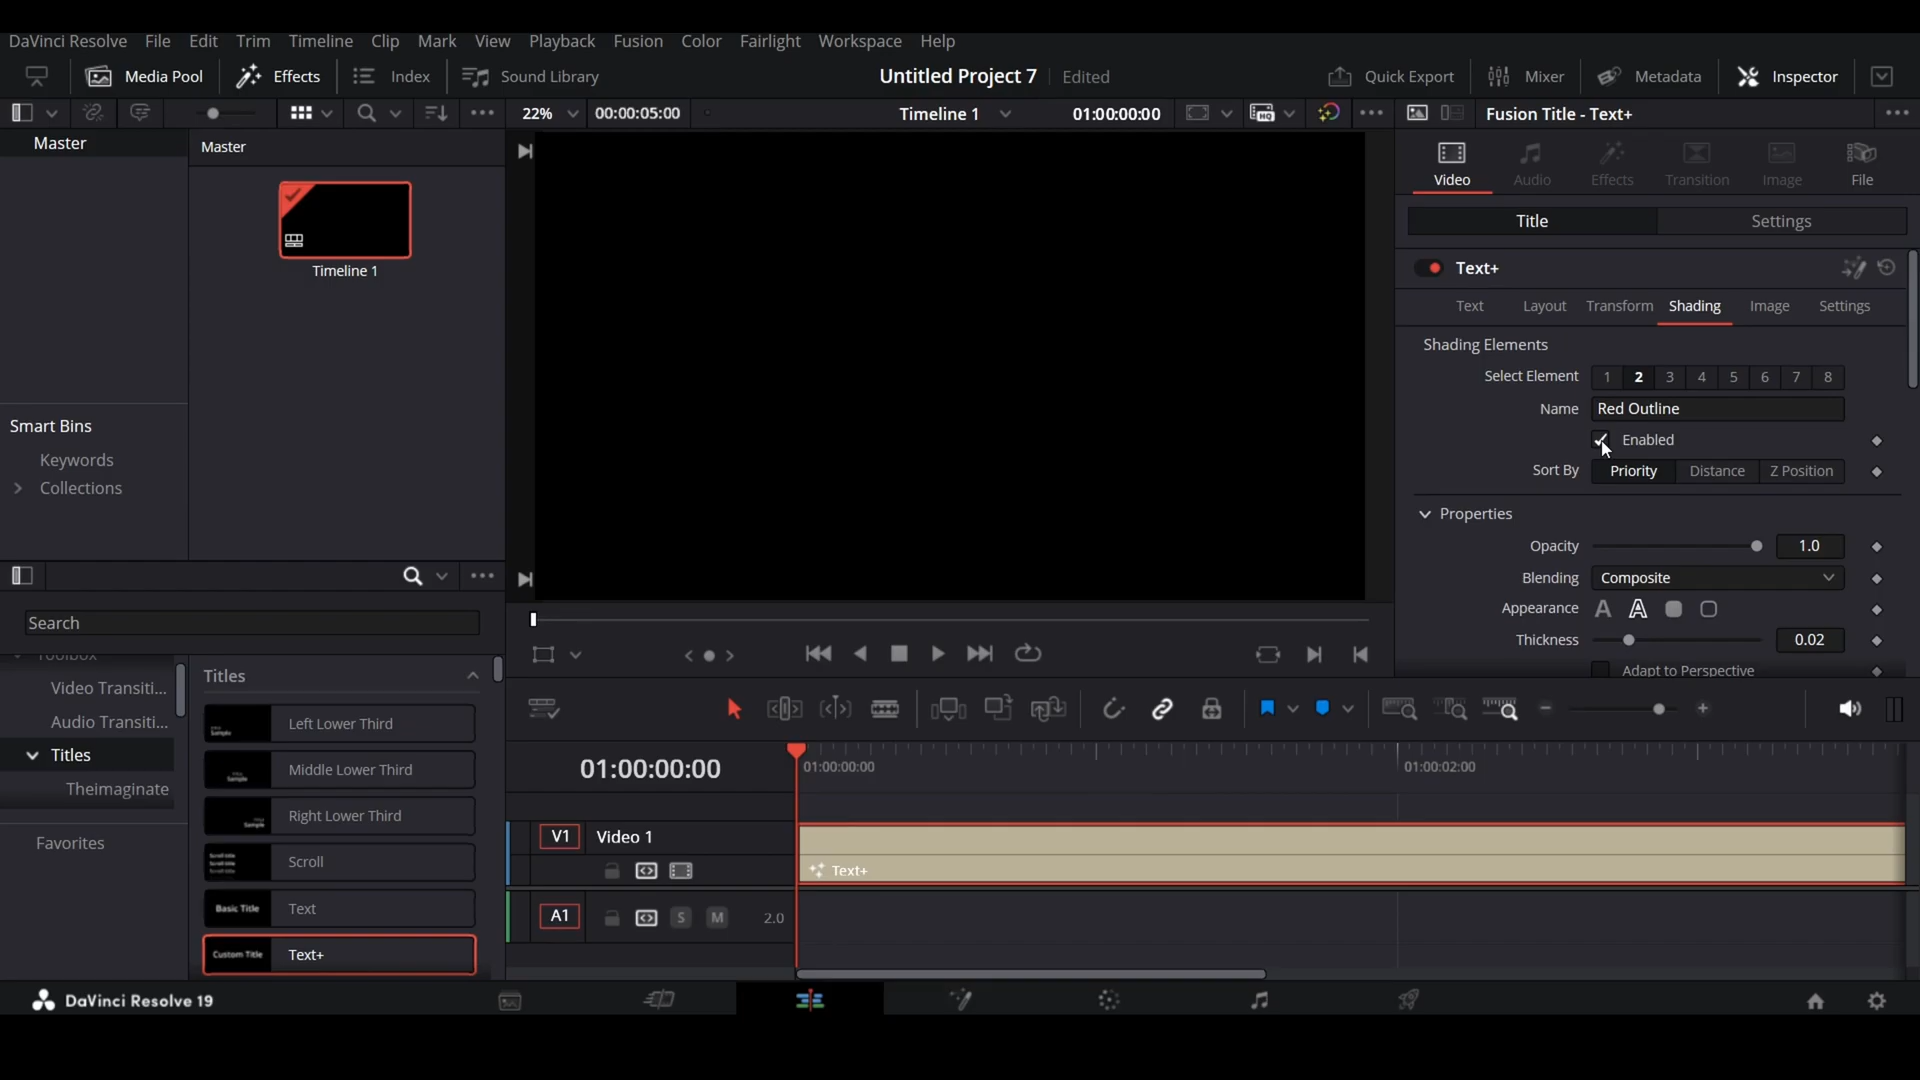 DaVinci Resolve File Edit Trim Timeline Clip Mark View Playback Fusion Color Fairlight Workspace Help
Media Pool Effects Index Sound Library Untitled Project 7 Edited Quick Export Mixer Metadata Inspector
22% 00:00:05:00 Timeline 1 01:00:00:00 Fusion Title - Text+
Master
Master
Timeline 1
Smart Bins
Keywords
Collections
Search
Toolbox
Video Transiti...
Audio Transiti...
Titles
Theimaginate
Favorites
Titles
Left Lower Third
Middle Lower Third
Right Lower Third
Scroll
Basic Title Text
Custom Title Text+
Video Audio Effects Transition Image File
Title Settings
Text+
Text Layout Transform Shading Image Settings
Shading Elements
Select Element 1 2 3 4 5 6 7 8
Name Red Outline
Enabled
Sort By Priority Distance Z Position
Properties
Opacity 1.0
Blending Composite
Appearance A A
Thickness 0.02
Adapt to Perspective
01:00:00:00 01:00:00:00 01:00:02:00
V1 Video 1
Text+
A1 S M 2.0
DaVinci Resolve 19